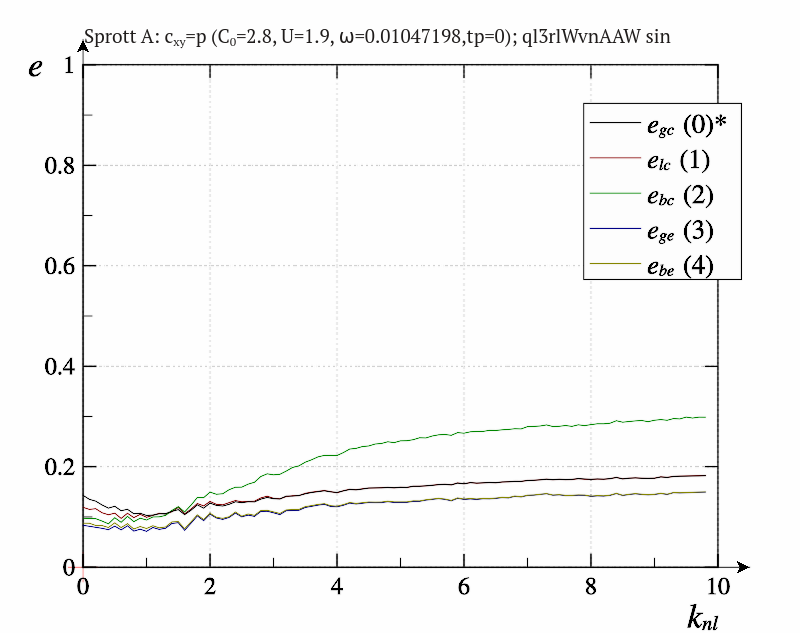 Sprott A: cxy=p (C0=2.8, U=1.9, ω=0.01047198,tp=0); ql3rlWvnAAW sin
e
1
0.8
0.6
0.4
0.2
0
egc (0)*
elc (1)
ebc (2)
ege (3)
ebe (4)
0 2 4 6 8 10
knl